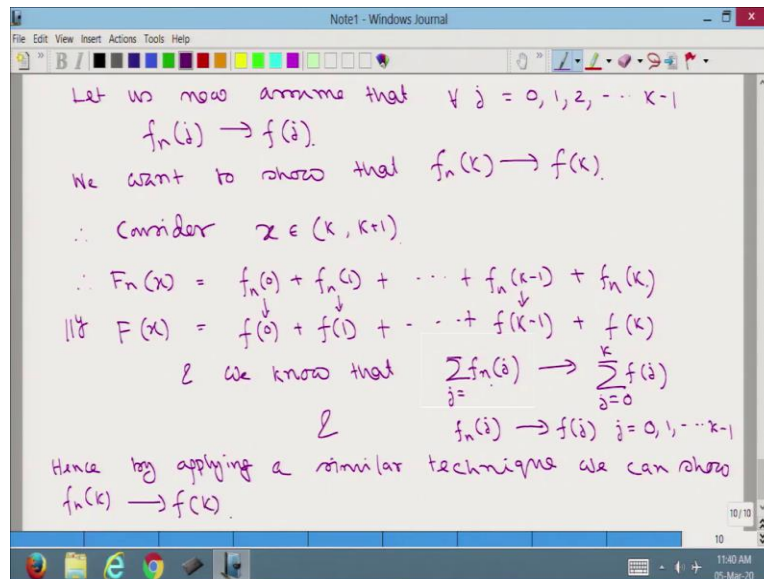 Note1 - Windows Journal
File Edit View Insert Actions Tools Help
B I
Let us now assume that ∀ j = 0, 1, 2, --- K-1
fn(j) → f(j).
We want to show that fn(K) → f(K).
∴ Consider x ∈ (K, K+1)
∴ Fn(x) = fn(0) + fn(1) + --- + fn(K-1) + fn(K)
↓ ↓ ↓
111y F(x) = f(0) + f(1) + - - - + f(K-1) + f(K)
& we know that ∑ j= fn(j) → ∑ K j=0 f(j)
& fn(j) → f(j) j = 0, 1, --- K-1
Hence by applying a similar technique we can show
fn(K) → f(K).
10/10
10
11:40 AM
05-Mar-20